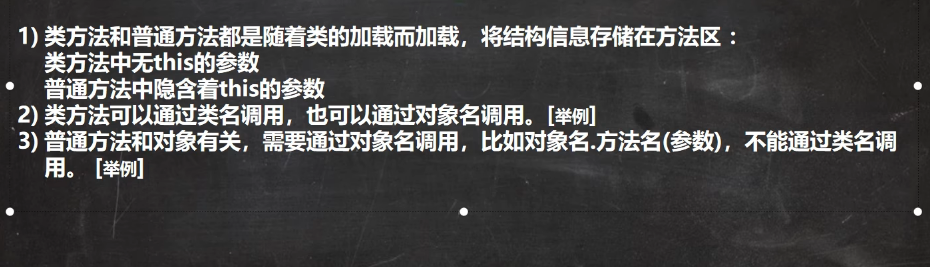 1) 类方法和普通方法都是随着类的加载而加载，将结构信息存储在方法区：
类方法中无this的参数
普通方法中隐含着this的参数
2) 类方法可以通过类名调用，也可以通过对象名调用。[举例]
3) 普通方法和对象有关，需要通过对象名调用，比如对象名.方法名(参数)，不能通过类名调
用。 [举例]